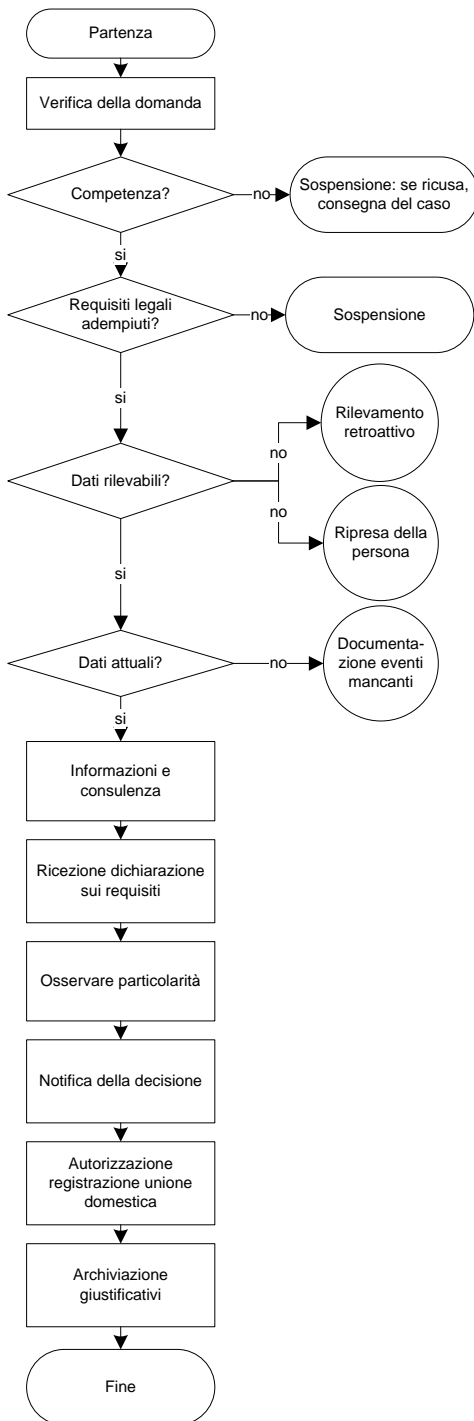 Partenza
Verifica della domanda
Competenza?
no
Sospensione: se ricusa,
consegna del caso
si
Requisiti legali
adempiuti?
no
Sospensione
si
Rilevamento
retroattivo
no
Dati rilevabili?
no
Ripresa della
persona
si
Dati attuali?
no
Documenta-
zione eventi
mancanti
si
Informazioni e
consulenza
Ricezione dichiarazione
sui requisiti
Osservare particolarità
Notifica della decisione
Autorizzazione
registrazione unione
domestica
Archiviazione
giustificativi
Fine